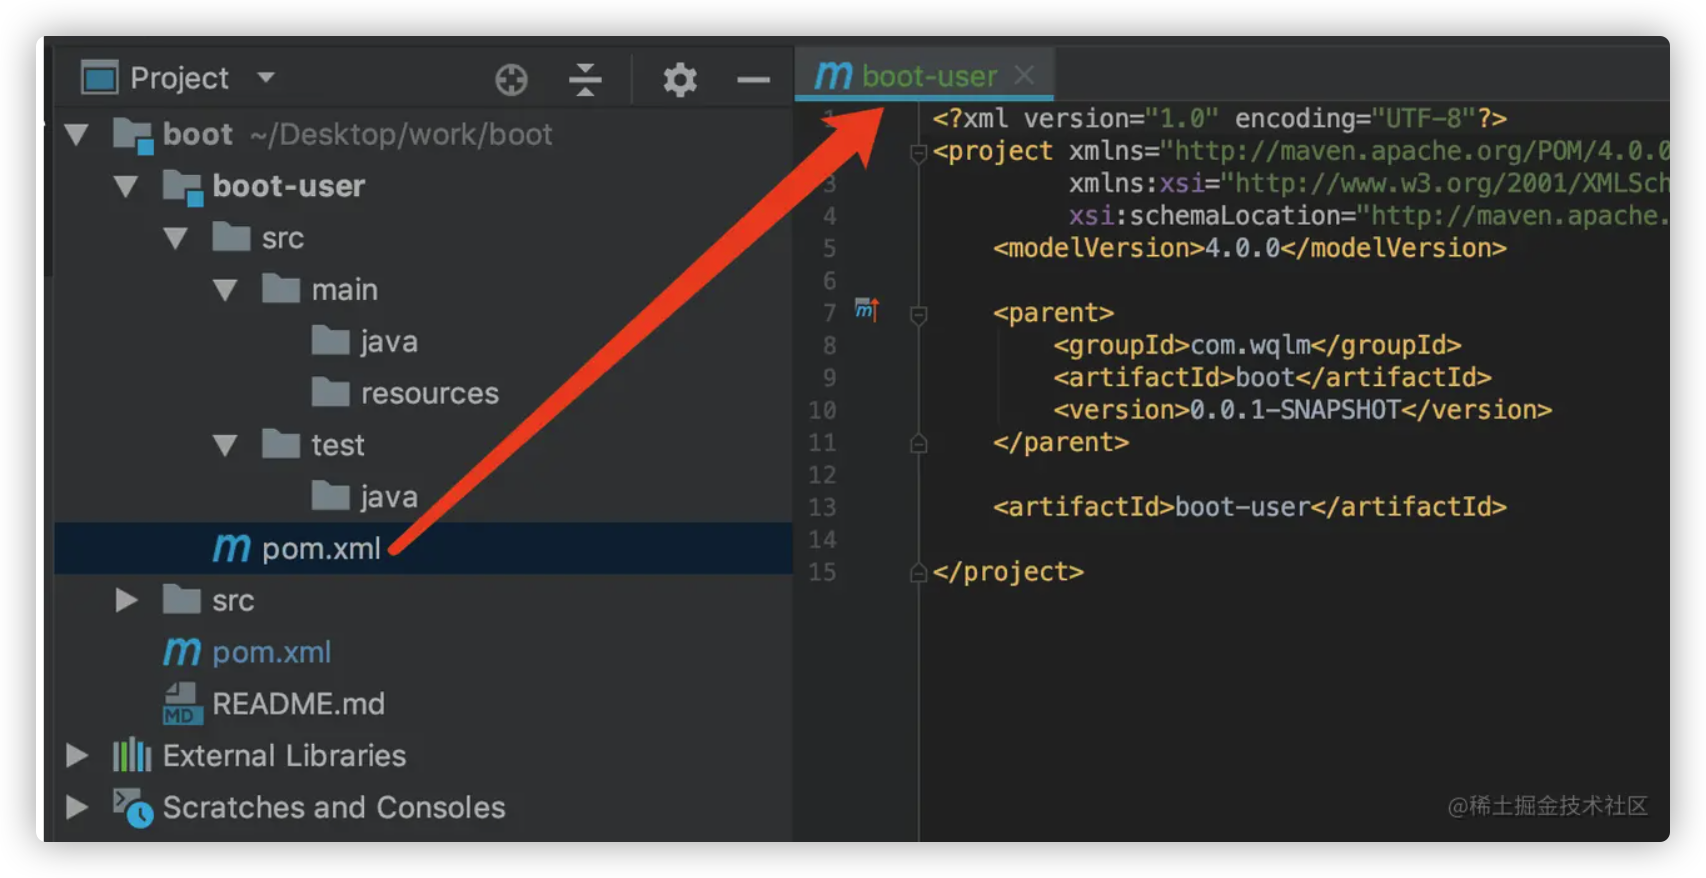 Project
boot ~/Desktop/work/boot
boot-user
src
main
java
resources
test
java
pom.xml
src
pom.xml
README.md
External Libraries
Scratches and Consoles
boot-user
1 <?xml version="1.0" encoding="UTF-8"?>
<project xmlns="http://maven.apache.org/POM/4.0.0
3 xmlns:xsi="http://www.w3.org/2001/XMLSch
4 xsi:schemaLocation="http://maven.apache.
5 <modelVersion>4.0.0</modelVersion>
6
7 <parent>
8 <groupId>com.wqlm</groupId>
9 <artifactId>boot</artifactId>
10 <version>0.0.1-SNAPSHOT</version>
11 </parent>
12
13 <artifactId>boot-user</artifactId>
14
15 </project>
@稀土掘金技术社区